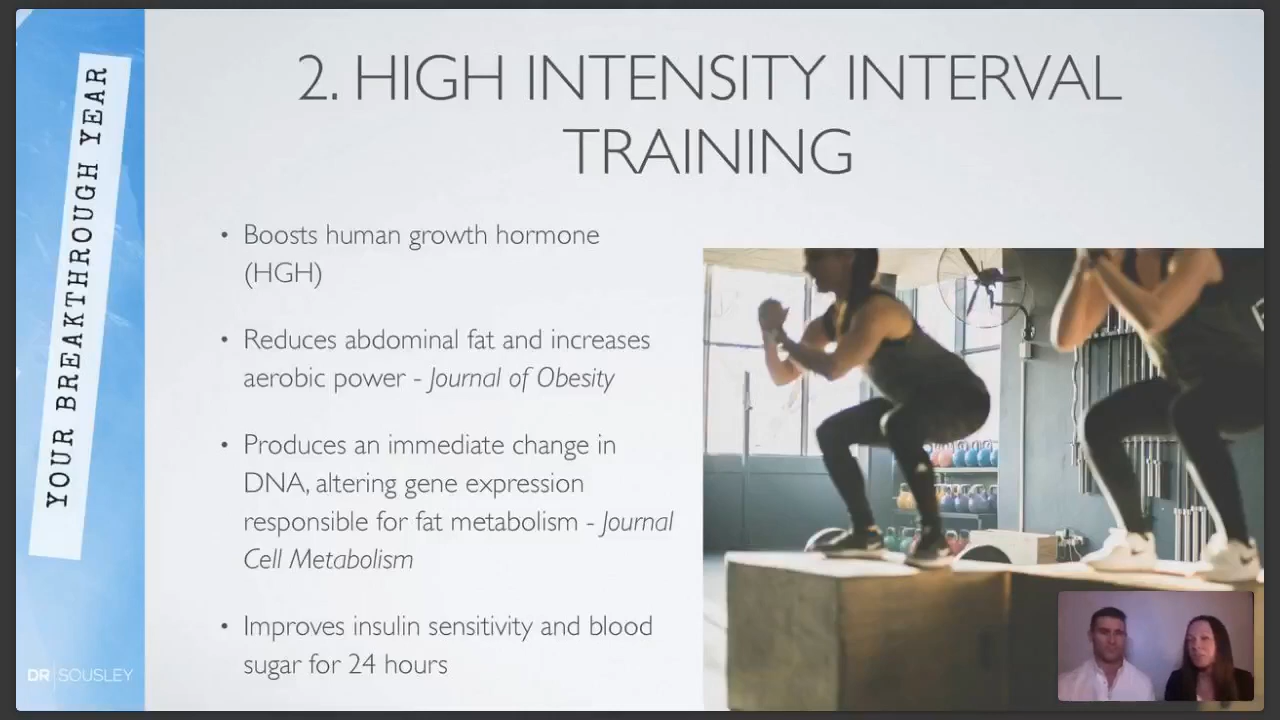 2. HIGH INTENSITY INTERVAL
TRAINING
• Boosts human growth hormone
(HGH)
• Reduces abdominal fat and increases
aerobic power - Journal of Obesity
• Produces an immediate change in
DNA, altering gene expression
responsible for fat metabolism - Journal
Cell Metabolism
• Improves insulin sensitivity and blood
sugar for 24 hours
YOUR BREAKTHROUGH YEAR
DR|SOUSLEY